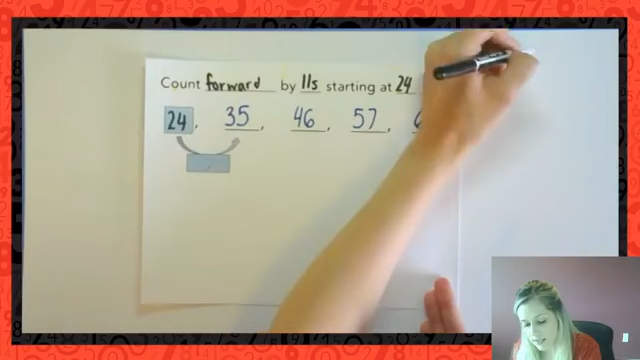 Count forward by 11s starting at 24
24, 35, 46, 57,